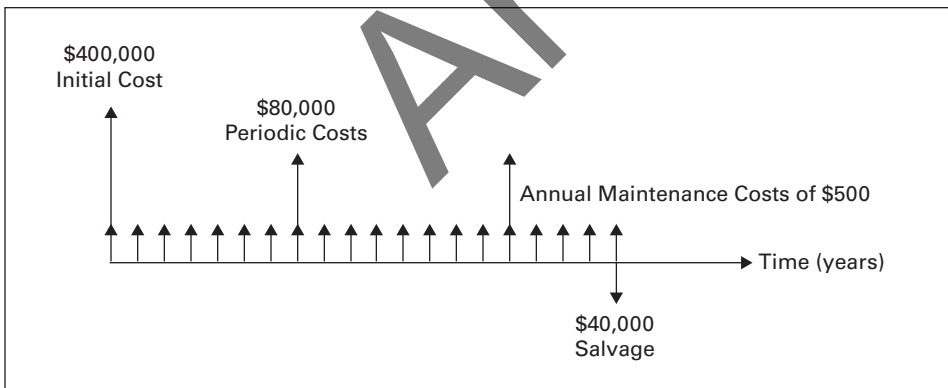 $400,000
Initial Cost
$80,000
Periodic Costs
Annual Maintenance Costs of $500
Time (years)
$40,000
Salvage